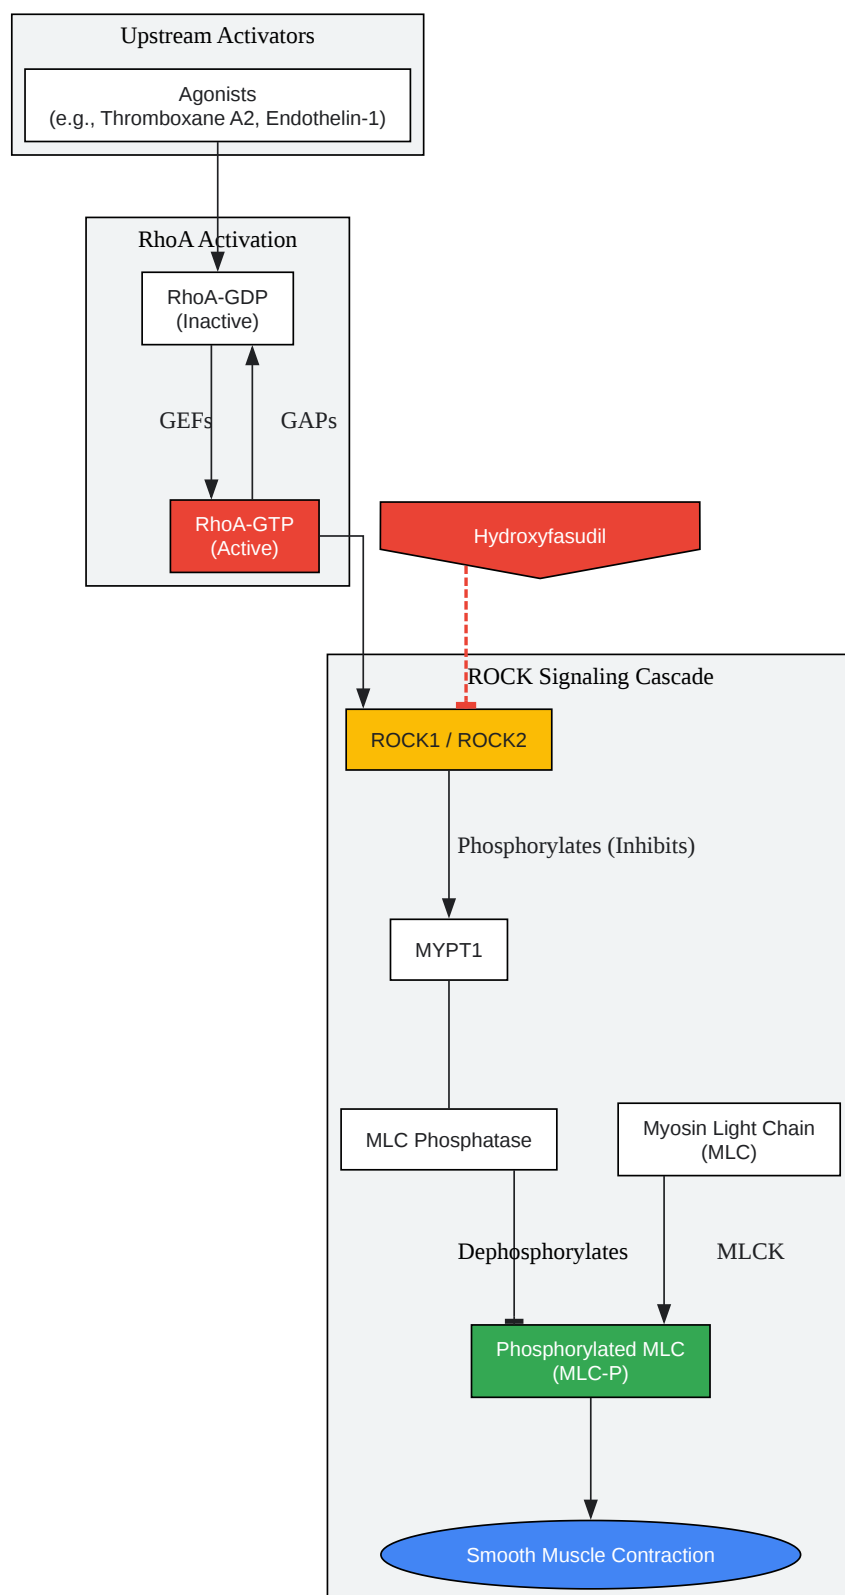 Upstream Activators
Agonists
(e.g., Thromboxane A2, Endothelin-1)
RhoA Activation
RhoA-GDP
(Inactive)
GEFs
GAPs
RhoA-GTP
(Active)
Hydroxyfasudil
ROCK Signaling Cascade
ROCK1 / ROCK2
Phosphorylates (Inhibits)
MYPT1
MLC Phosphatase
Myosin Light Chain
(MLC)
Dephosphorylates
MLCK
Phosphorylated MLC
(MLC-P)
Smooth Muscle Contraction